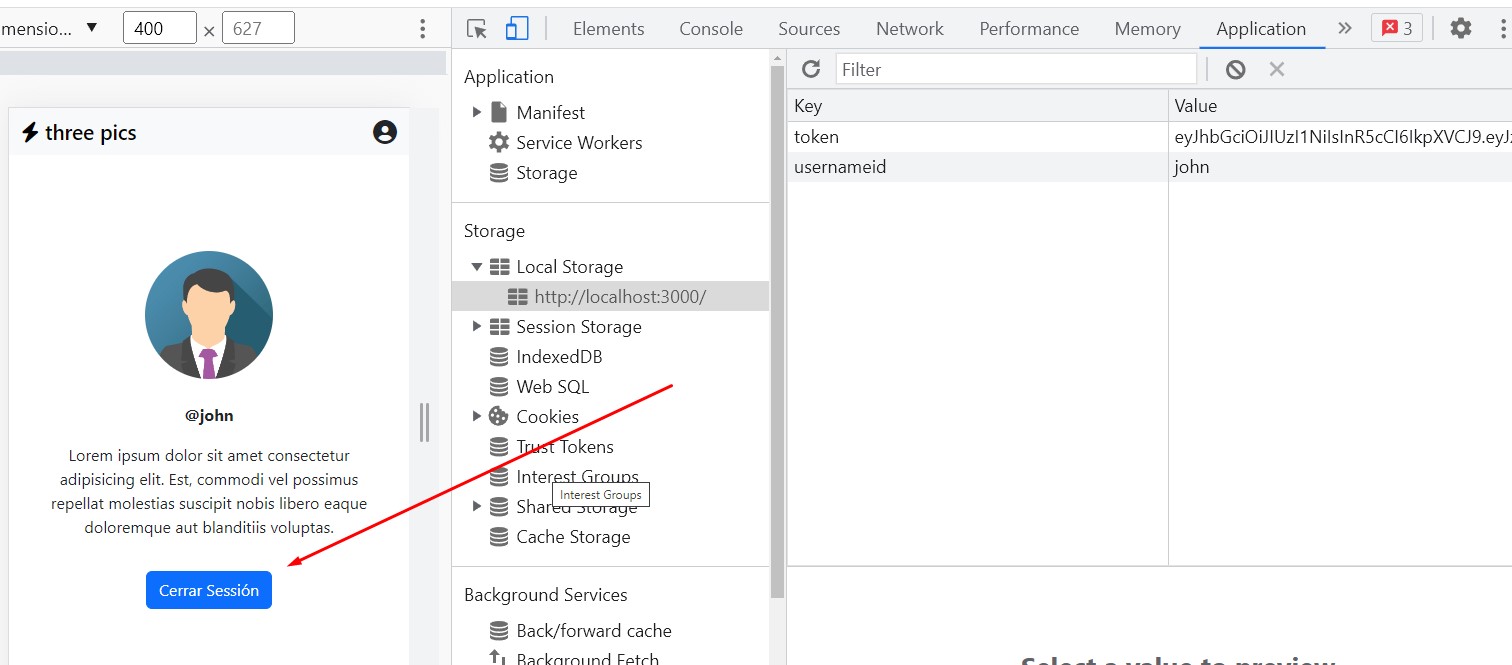 mensio... ▼ 400 × 627
Elements Console Sources Network Performance Memory Application » 3
three pics
@john
Lorem ipsum dolor sit amet consectetur
adipisicing elit. Est, commodi vel possimus
repellat molestias suscipit nobis libero eaque
doloremque aut blanditiis voluptas.
Cerrar Sessión
Application
Manifest
Service Workers
Storage
Storage
Local Storage
http://localhost:3000/
Session Storage
IndexedDB
Web SQL
Cookies
Trust Tokens
Interest Groups
Interest Groups
Shared Storage
Cache Storage
Background Services
Back/forward cache
Background Fetch
Filter
Key Value
token eyJhbGciOiJIUzI1NiIsInR5cCI6IkpXVCJ9.eyJ
usernameid john
Select a value to preview